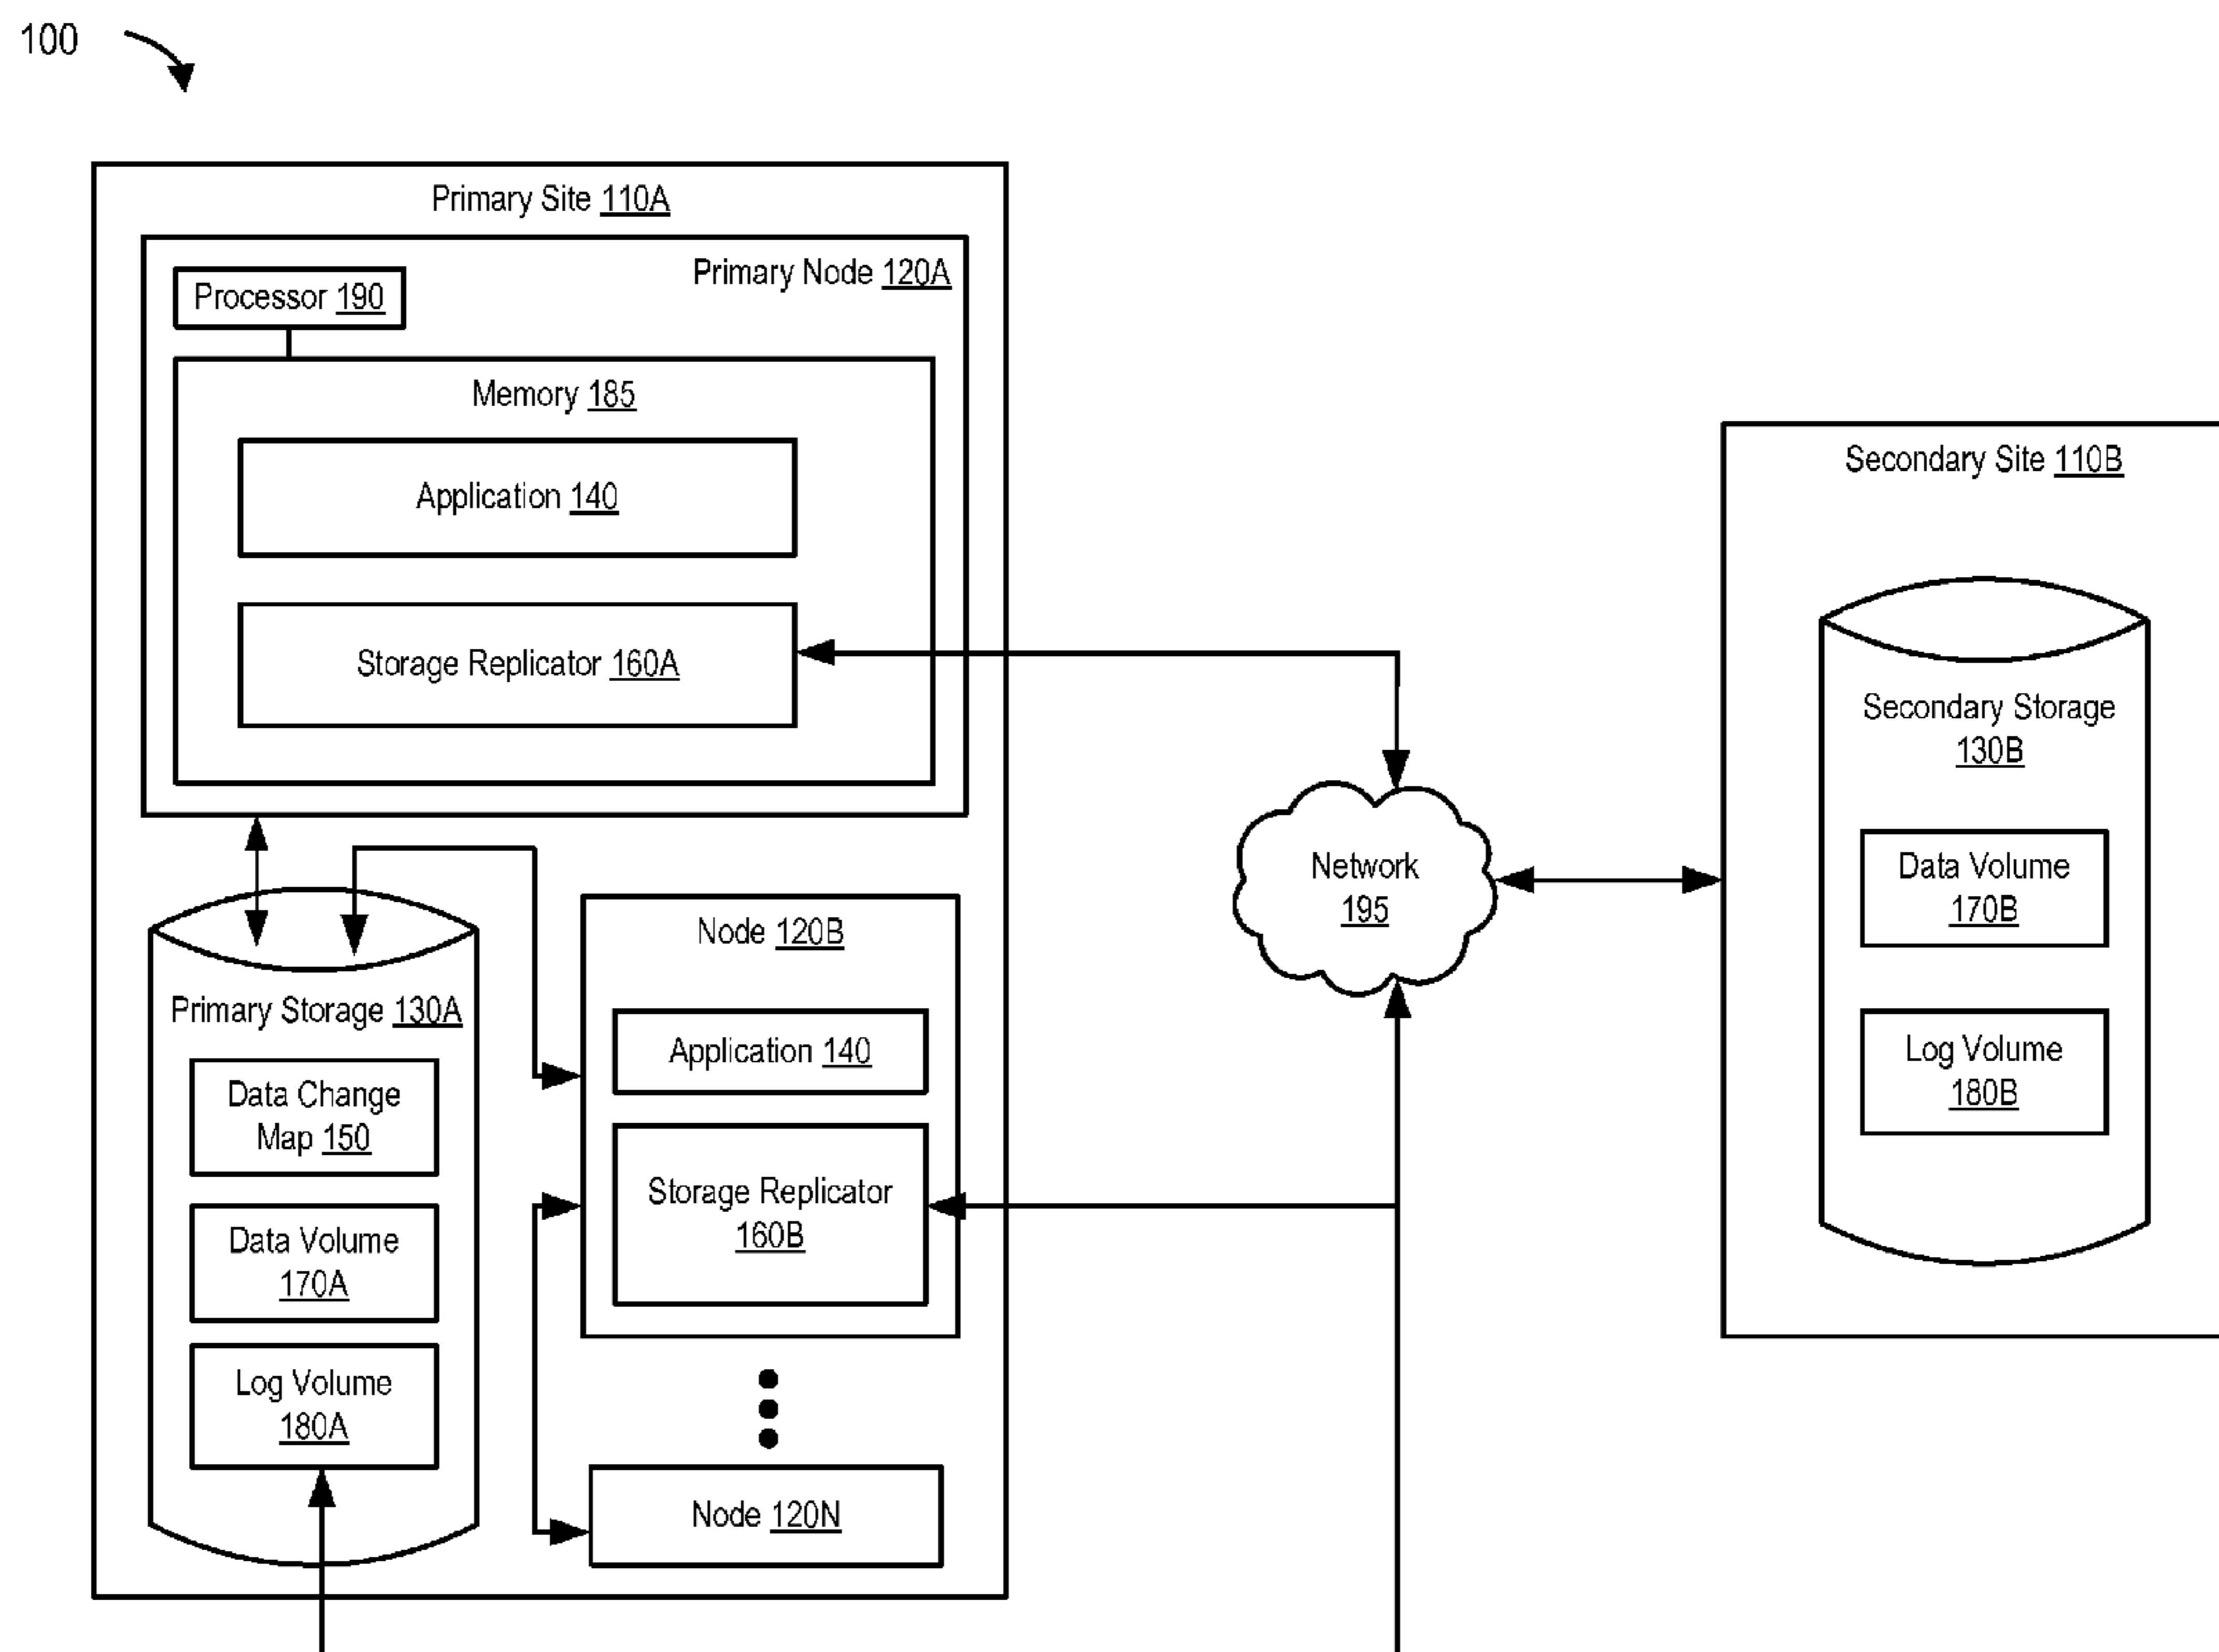 100
Primary Site 110A
Primary Node 120A
Processor 190
Memory 185
Application 140
Storage Replicator 160A
Primary Storage 130A
Data Change
Map 150
Data Volume
170A
Log Volume
180A
Node 120B
Application 140
Storage Replicator
160B
Node 120N
Network
195
Secondary Site 110B
Secondary Storage
130B
Data Volume
170B
Log Volume
180B